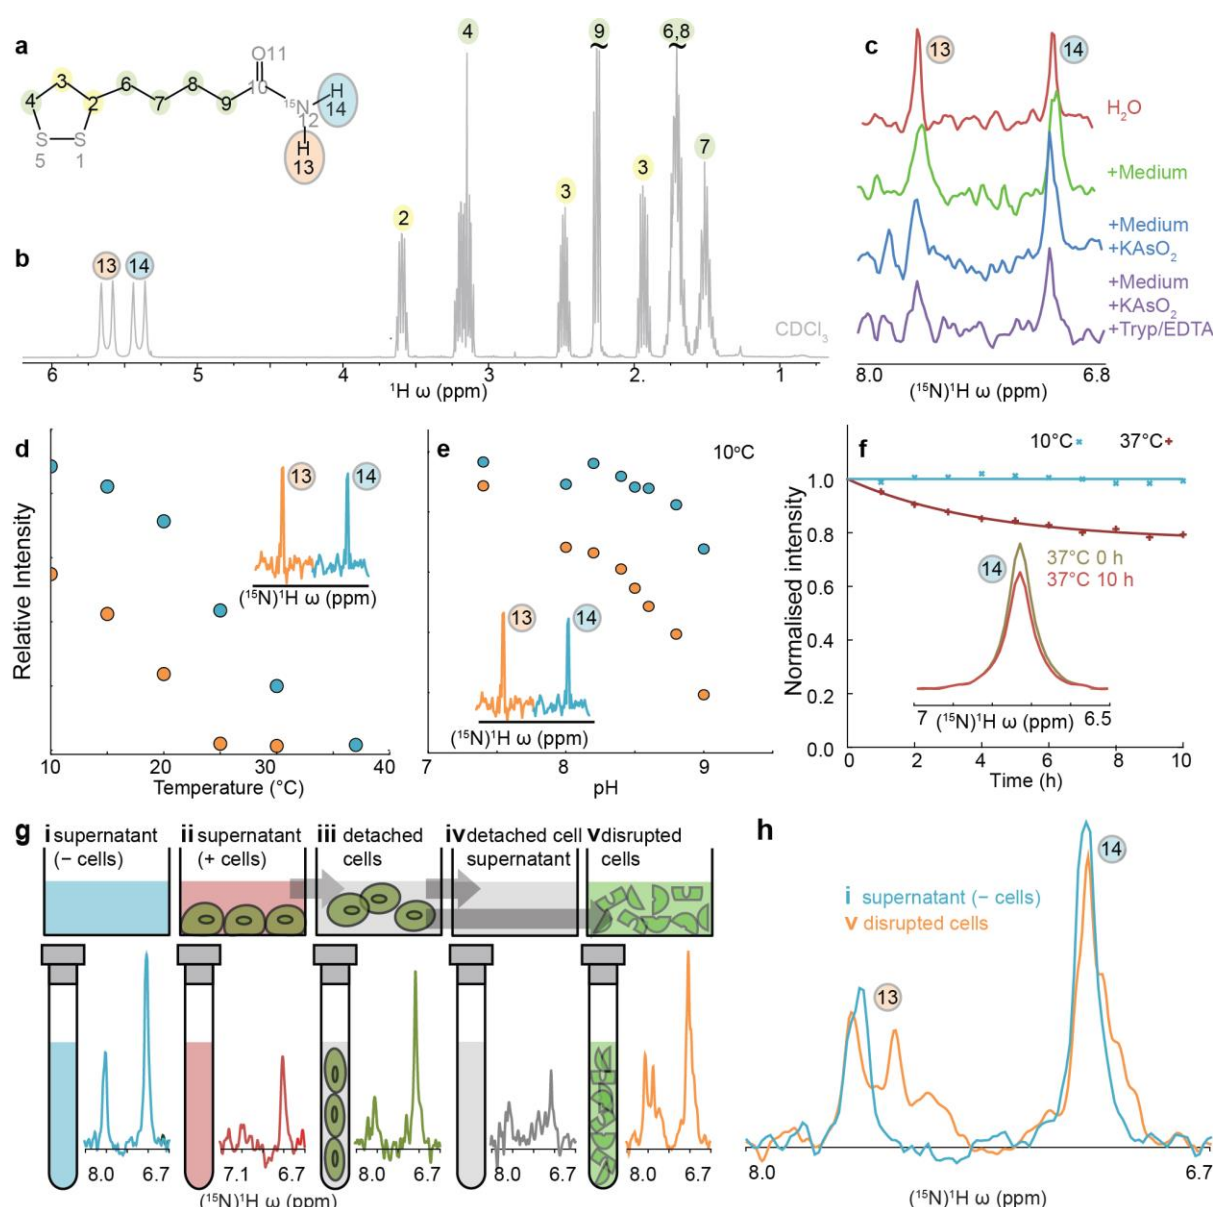 a
O11
3
6
8
10
¹⁵N
H
14
4
2
7
9
12
S
S
H
5
1
13
b
13
14
2
4
3
9
3
6,8
7
~
~
CDCl₃
6
5
4
3
2.
1
¹H ω (ppm)
c
13
14
H₂O
+Medium
+Medium
+KAsO₂
+Medium
+KAsO₂
+Tryp/EDTA
8.0
6.8
(¹⁵N)¹H ω (ppm)
d
13
14
(¹⁵N)¹H ω (ppm)
Relative Intensity
10
20
30
40
Temperature (°C)
e
10°C
13
14
(¹⁵N)¹H ω (ppm)
7
8
9
pH
f
10°C
37°C
1.0
0.8
0.6
0.4
0.2
0.0
Normalised intensity
14
37°C 0 h
37°C 10 h
7
(¹⁵N)¹H ω (ppm)
6.5
0
2
4
6
8
10
Time (h)
g
i supernatant
(− cells)
ii supernatant
(+ cells)
iii detached
cells
iv detached cell
supernatant
v disrupted
cells
8.0
6.7
7.1
6.7
8.0
6.7
8.0
6.7
8.0
6.7
(¹⁵N)¹H ω (ppm)
h
14
i supernatant (− cells)
v disrupted cells
13
8.0
6.7
(¹⁵N)¹H ω (ppm)